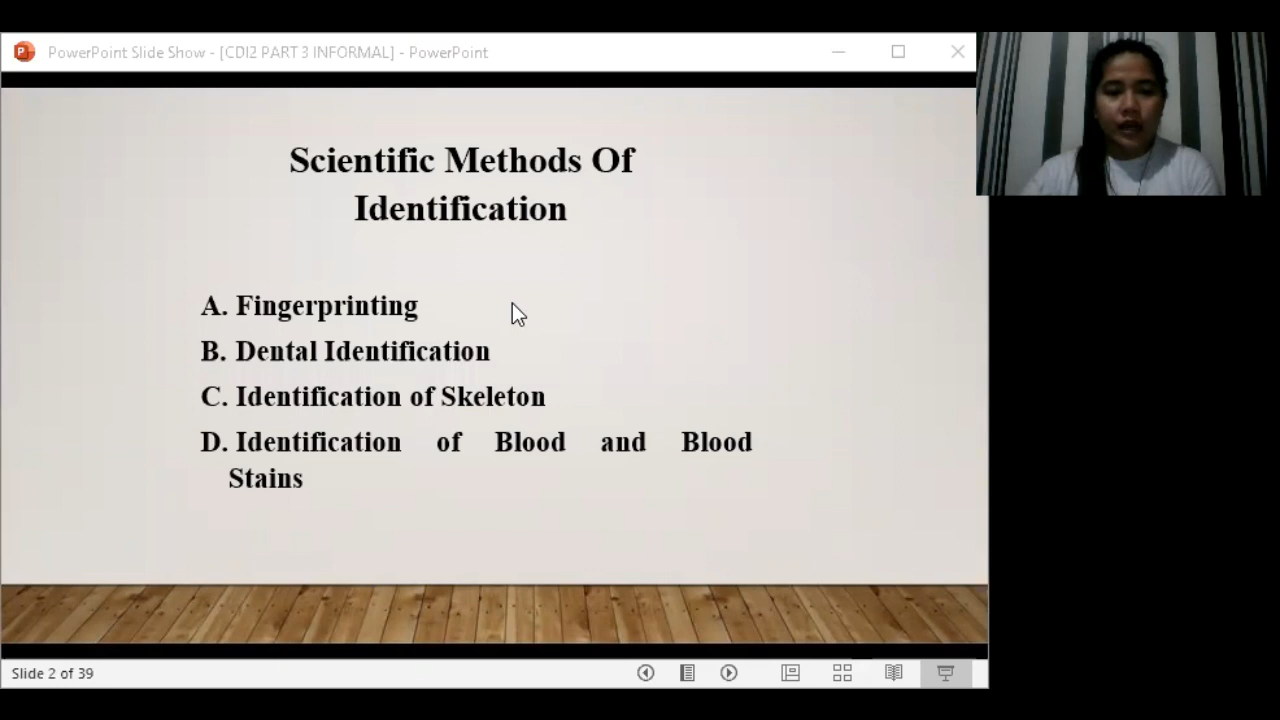 PowerPoint Slide Show - [CDI2 PART 3 INFORMAL] - PowerPoint
Scientific Methods Of
Identification
A. Fingerprinting
B. Dental Identification
C. Identification of Skeleton
D. Identification of Blood and Blood
Stains
Slide 2 of 39